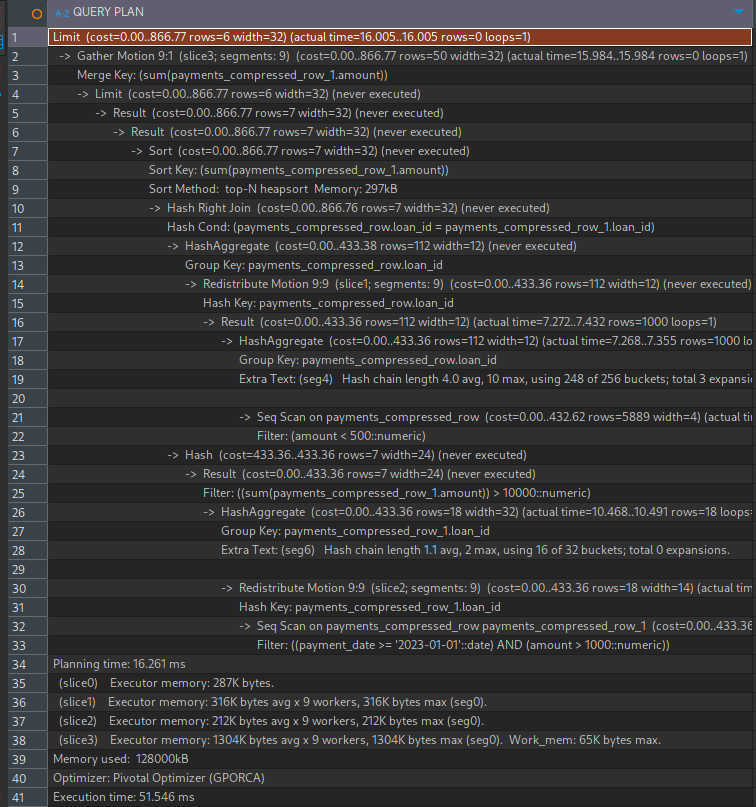 A-Z QUERY PLAN
1 Limit (cost=0.00..866.77 rows=6 width=32) (actual time=16.005..16.005 rows=0 loops=1)
2 -> Gather Motion 9:1 (slice3; segments: 9) (cost=0.00..866.77 rows=50 width=32) (actual time=15.984..15.984 rows=0 loops=1)
3 Merge Key: (sum(payments_compressed_row_1.amount))
4 -> Limit (cost=0.00..866.77 rows=6 width=32) (never executed)
5 -> Result (cost=0.00..866.77 rows=7 width=32) (never executed)
6 -> Result (cost=0.00..866.77 rows=7 width=32) (never executed)
7 -> Sort (cost=0.00..866.77 rows=7 width=32) (never executed)
8 Sort Key: (sum(payments_compressed_row_1.amount))
9 Sort Method: top-N heapsort Memory: 297kB
10 -> Hash Right Join (cost=0.00..866.76 rows=7 width=32) (never executed)
11 Hash Cond: (payments_compressed_row.loan_id = payments_compressed_row_1.loan_id)
12 -> HashAggregate (cost=0.00..433.38 rows=112 width=12) (never executed)
13 Group Key: payments_compressed_row.loan_id
14 -> Redistribute Motion 9:9 (slice1; segments: 9) (cost=0.00..433.36 rows=112 width=12) (never executed)
15 Hash Key: payments_compressed_row.loan_id
16 -> Result (cost=0.00..433.36 rows=112 width=12) (actual time=7.272..7.432 rows=1000 loops=1)
17 -> HashAggregate (cost=0.00..433.36 rows=112 width=12) (actual time=7.268..7.355 rows=1000 lo
18 Group Key: payments_compressed_row.loan_id
19 Extra Text: (seg4) Hash chain length 4.0 avg, 10 max, using 248 of 256 buckets; total 3 expansi
20
21 -> Seq Scan on payments_compressed_row (cost=0.00..432.62 rows=5889 width=4) (actual ti
22 Filter: (amount < 500::numeric)
23 -> Hash (cost=433.36..433.36 rows=7 width=24) (never executed)
24 -> Result (cost=0.00..433.36 rows=7 width=24) (never executed)
25 Filter: ((sum(payments_compressed_row_1.amount)) > 10000::numeric)
26 -> HashAggregate (cost=0.00..433.36 rows=18 width=32) (actual time=10.468..10.491 rows=18 loops=
27 Group Key: payments_compressed_row_1.loan_id
28 Extra Text: (seg6) Hash chain length 1.1 avg, 2 max, using 16 of 32 buckets; total 0 expansions.
29
30 -> Redistribute Motion 9:9 (slice2; segments: 9) (cost=0.00..433.36 rows=18 width=14) (actual tim
31 Hash Key: payments_compressed_row_1.loan_id
32 -> Seq Scan on payments_compressed_row payments_compressed_row_1 (cost=0.00..433.36
33 Filter: ((payment_date >= '2023-01-01'::date) AND (amount > 1000::numeric))
34 Planning time: 16.261 ms
35 (slice0) Executor memory: 287K bytes.
36 (slice1) Executor memory: 316K bytes avg x 9 workers, 316K bytes max (seg0).
37 (slice2) Executor memory: 212K bytes avg x 9 workers, 212K bytes max (seg0).
38 (slice3) Executor memory: 1304K bytes avg x 9 workers, 1304K bytes max (seg0). Work_mem: 65K bytes max.
39 Memory used: 128000kB
40 Optimizer: Pivotal Optimizer (GPORCA)
41 Execution time: 51.546 ms